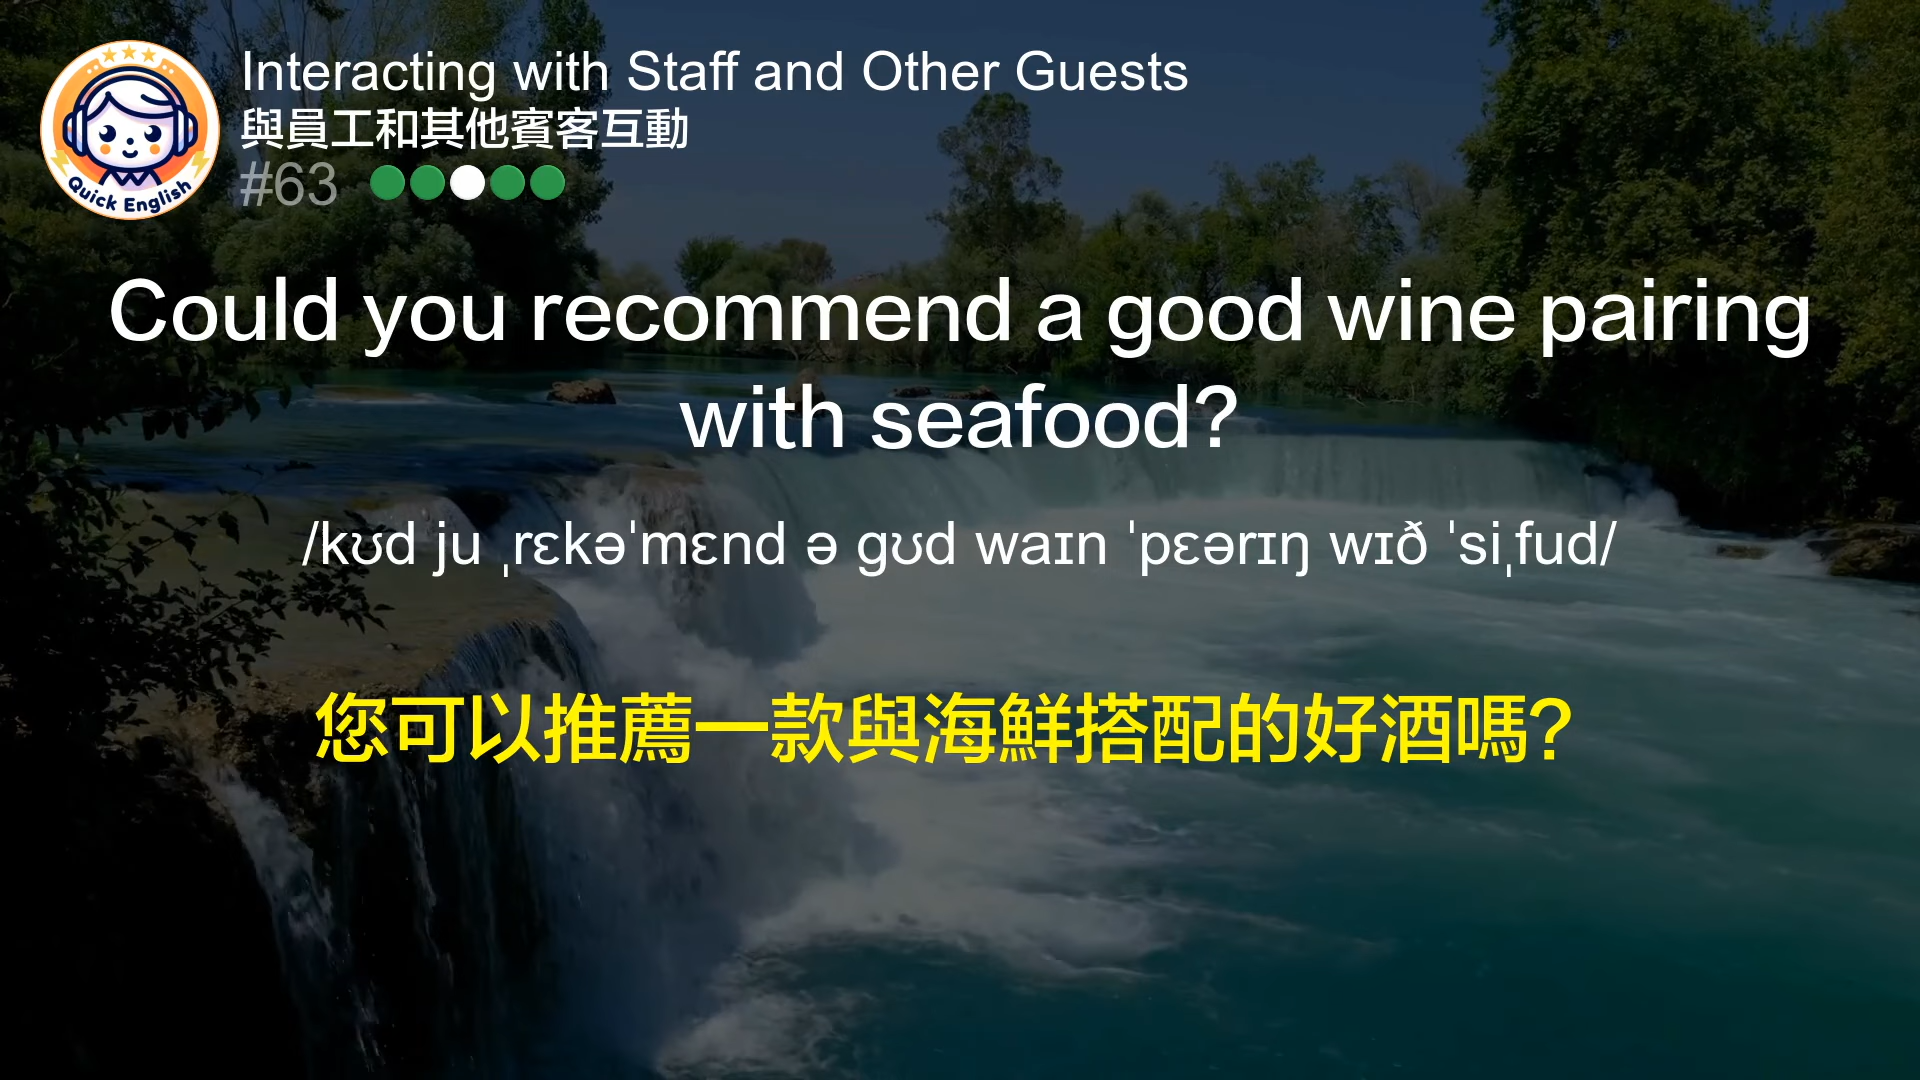 Interacting with Staff and Other Guests
與員工和其他賓客互動
#63
Quick English
Could you recommend a good wine pairing
with seafood?
/kʊd ju ˌrɛkəˈmɛnd ə ɡʊd waɪn ˈpɛərɪŋ wɪð ˈsiˌfud/
您可以推薦一款與海鮮搭配的好酒嗎?